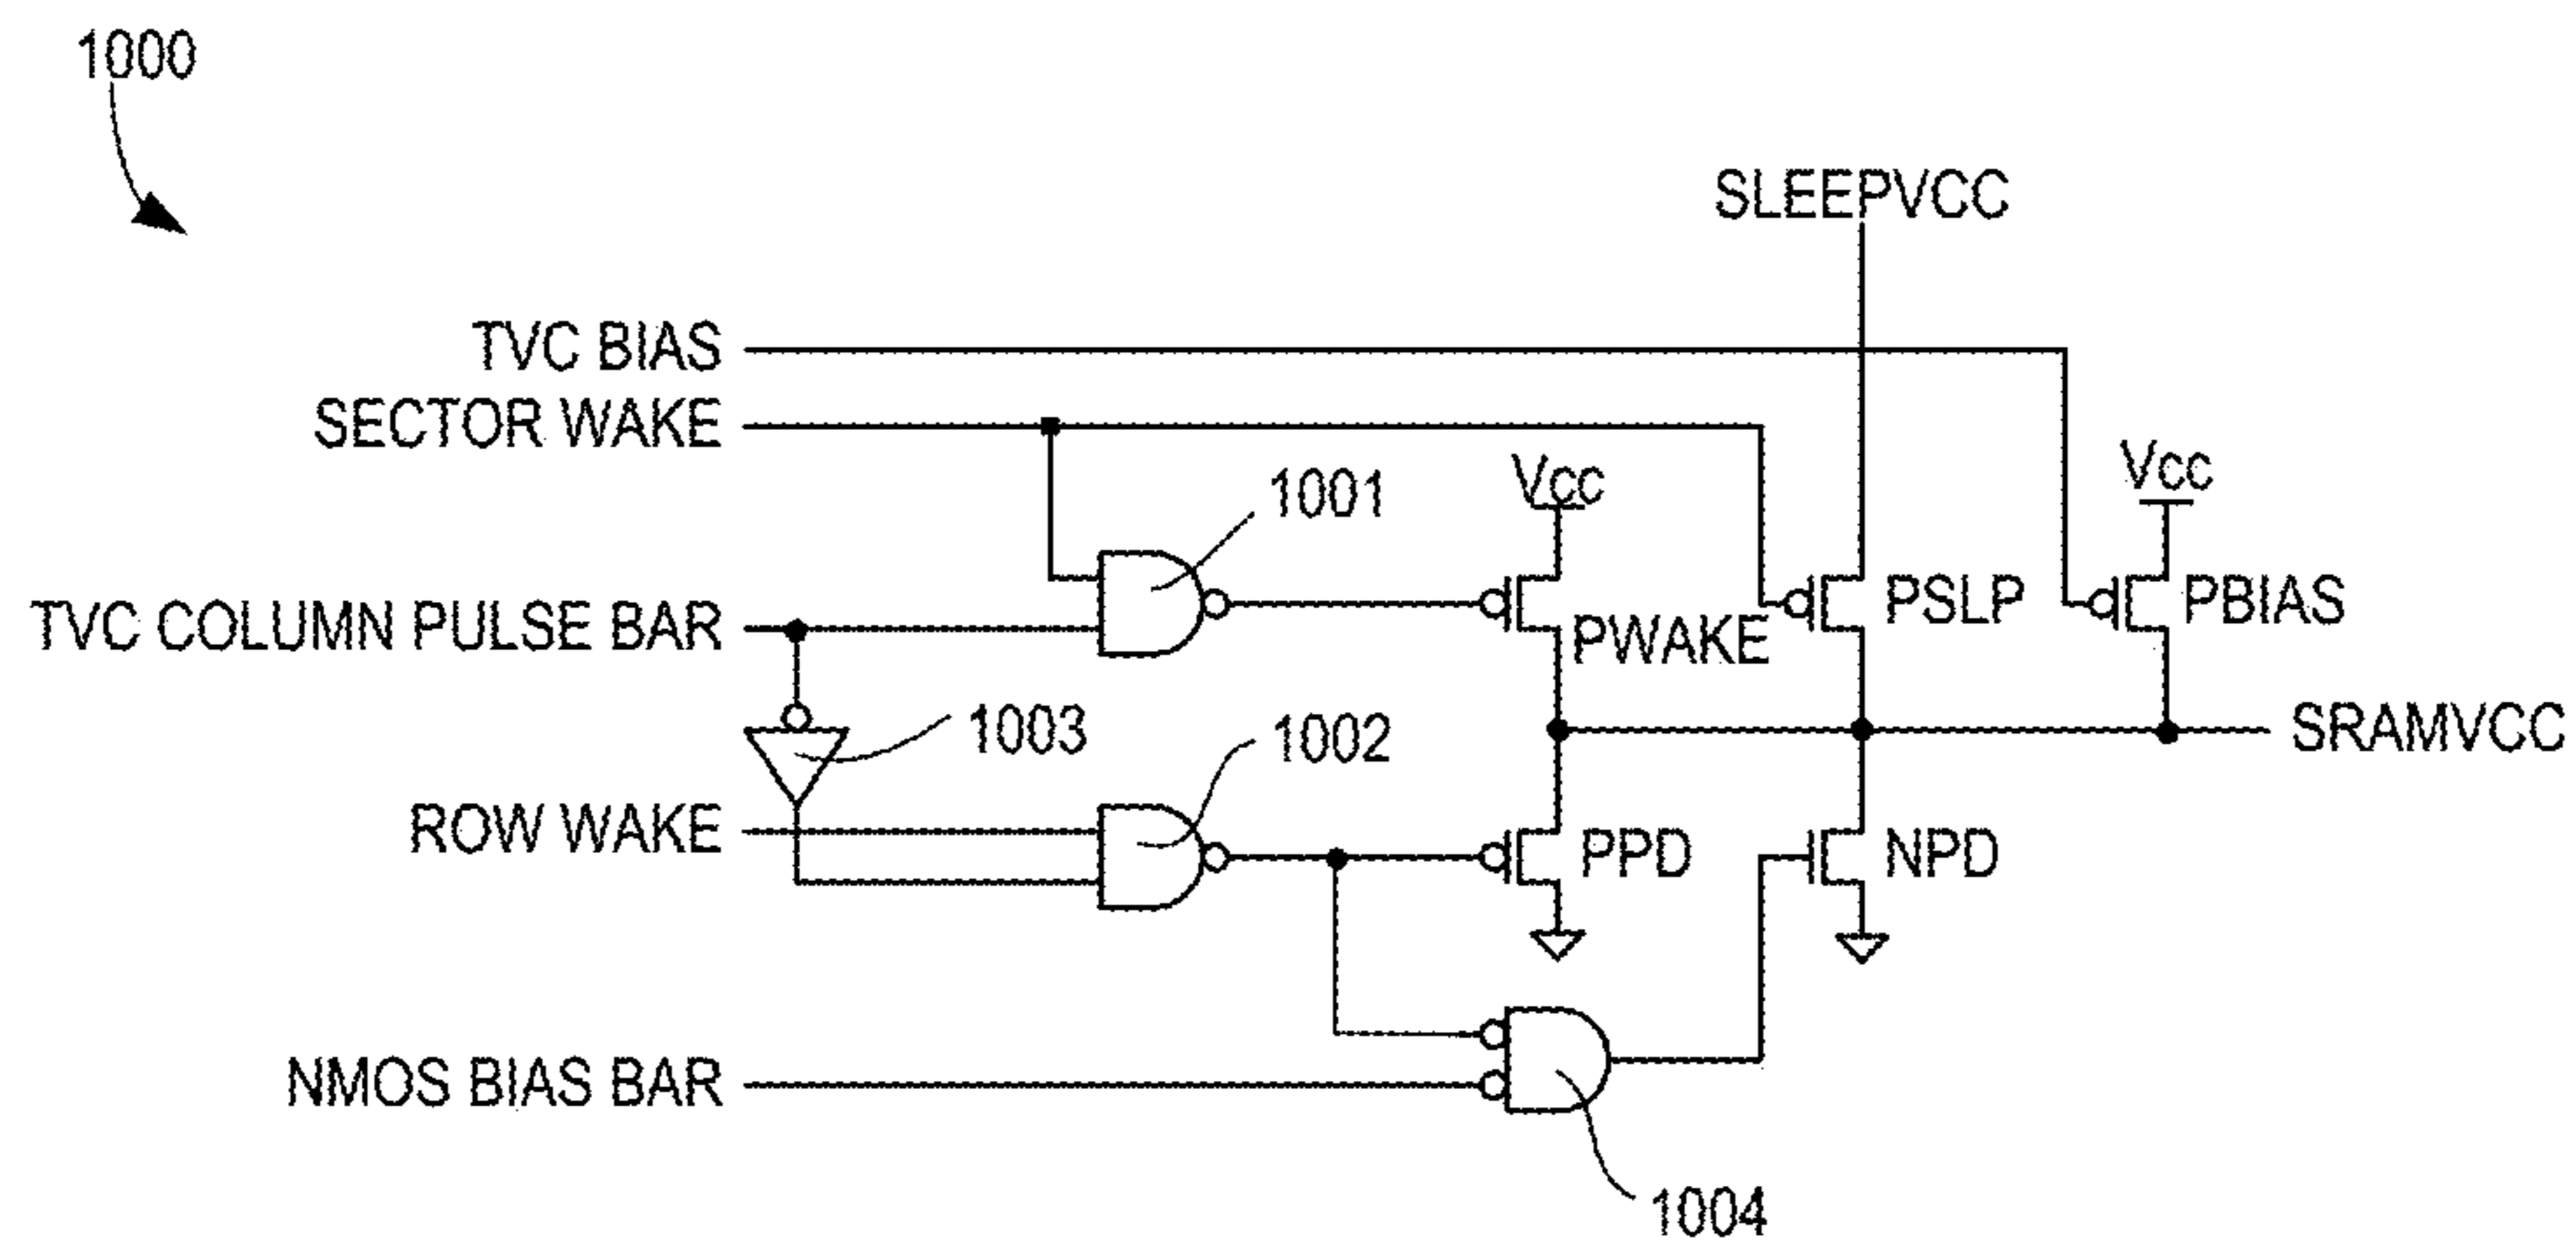 1000
SLEEPVCC
TVC BIAS
SECTOR WAKE
Vcc
Vcc
1001
PSLP
PBIAS
TVC COLUMN PULSE BAR
PWAKE
1003
1002
SRAMVCC
ROW WAKE
PPD
NPD
NMOS BIAS BAR
1004